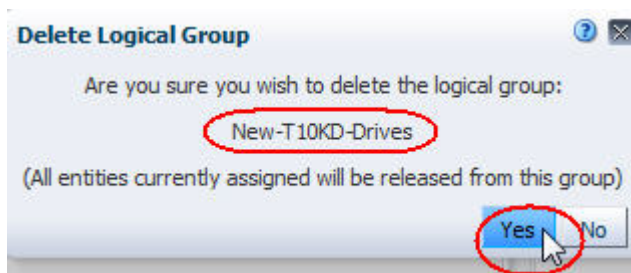 Delete Logical Group
Are you sure you wish to delete the logical group:
New-T10KD-Drives
(All entities currently assigned will be released from this group)
Yes No